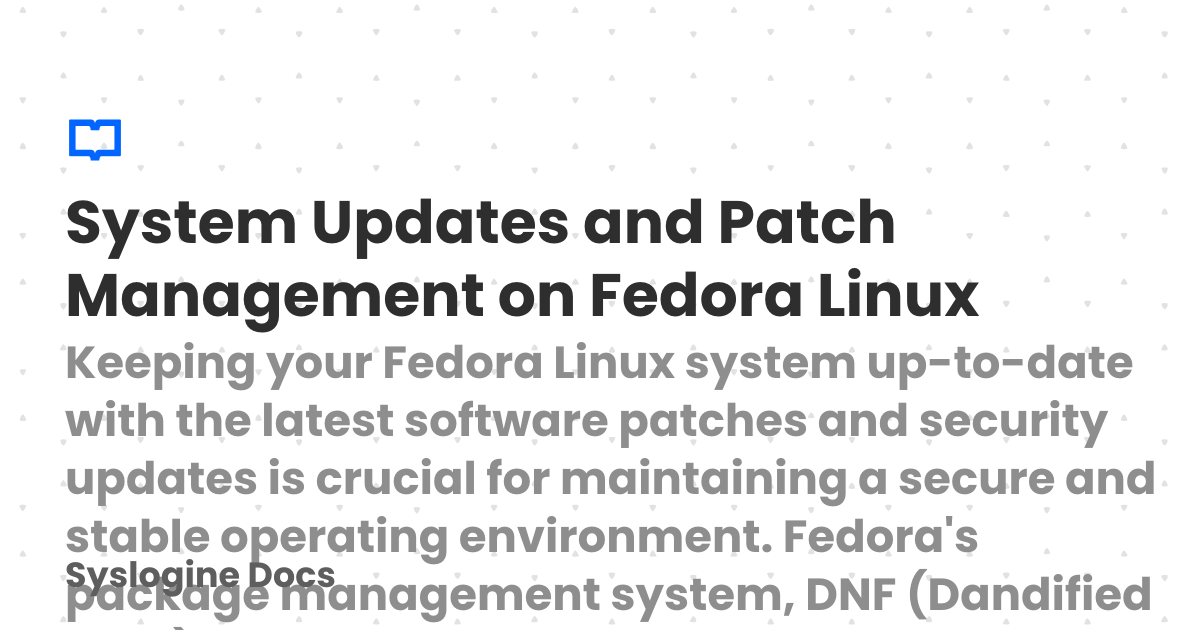 System Updates and Patch
Management on Fedora Linux
Keeping your Fedora Linux system up-to-date
with the latest software patches and security
updates is crucial for maintaining a secure and
stable operating environment. Fedora's
Syslogine Docs
package management system, DNF (Dandified